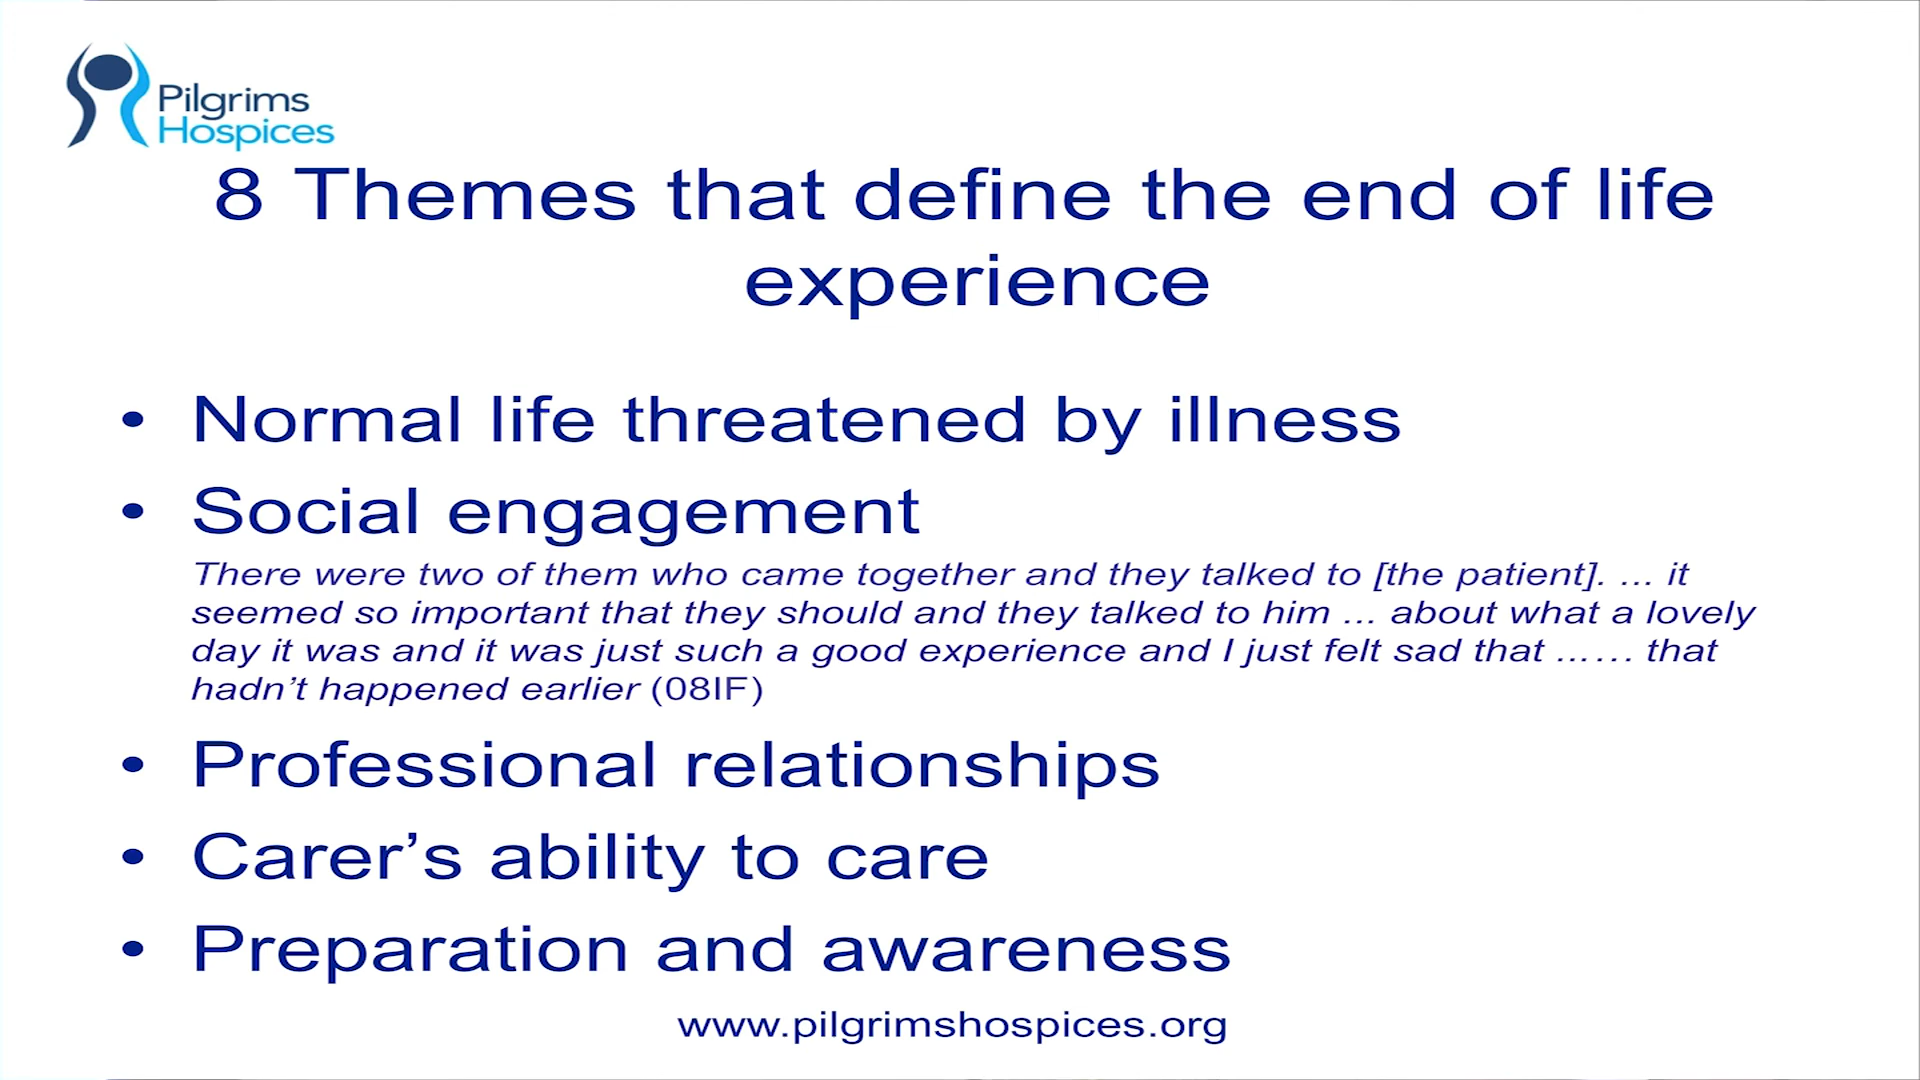 Pilgrims
Hospices
8 Themes that define the end of life
experience
• Normal life threatened by illness
• Social engagement
There were two of them who came together and they talked to [the patient]. ... it
seemed so important that they should and they talked to him ... about what a lovely
day it was and it was just such a good experience and I just felt sad that ...… that
hadn’t happened earlier (08IF)
• Professional relationships
• Carer’s ability to care
• Preparation and awareness
www.pilgrimshospices.org